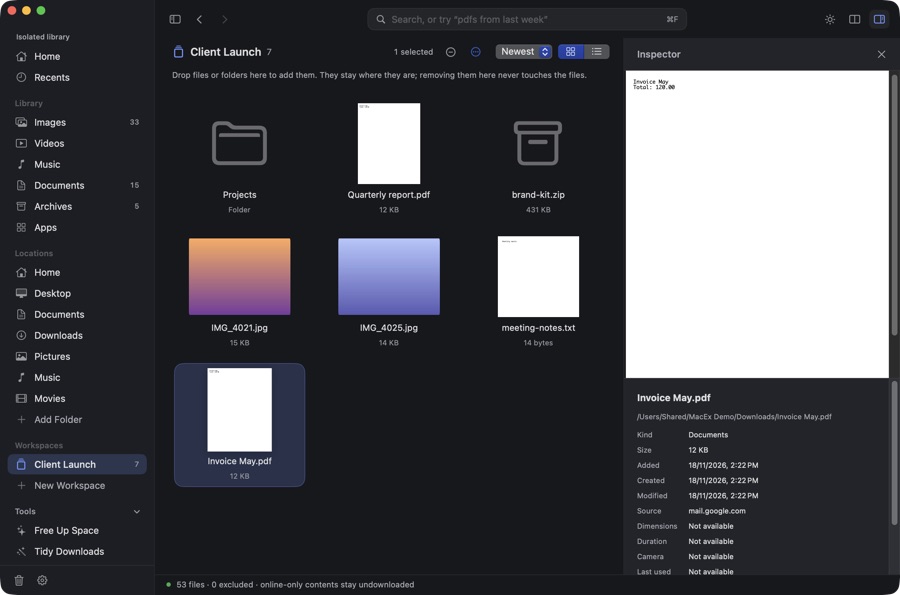 Search, or try "pdfs from last week"
⌘F
Isolated library
Home
Recents
Library
Images 33
Videos
Music
Documents 15
Archives 5
Apps
Locations
Home
Desktop
Documents
Downloads
Pictures
Music
Movies
Add Folder
Workspaces
Client Launch 7
New Workspace
Tools
Free Up Space
Tidy Downloads
Client Launch 7
1 selected
Newest
Drop files or folders here to add them. They stay where they are; removing them here never touches the files.
Projects
Folder
Quarterly report.pdf
12 KB
brand-kit.zip
431 KB
IMG_4021.jpg
15 KB
IMG_4025.jpg
14 KB
meeting-notes.txt
14 bytes
Invoice May.pdf
12 KB
53 files · 0 excluded · online-only contents stay undownloaded
Inspector
Invoice May
Total: 120.00
Invoice May.pdf
/Users/Shared/MacEx Demo/Downloads/Invoice May.pdf
Kind Documents
Size 12 KB
Added 18/11/2026, 2:22 PM
Created 18/11/2026, 2:22 PM
Modified 18/11/2026, 2:22 PM
Source mail.google.com
Dimensions Not available
Duration Not available
Camera Not available
Last used Not available